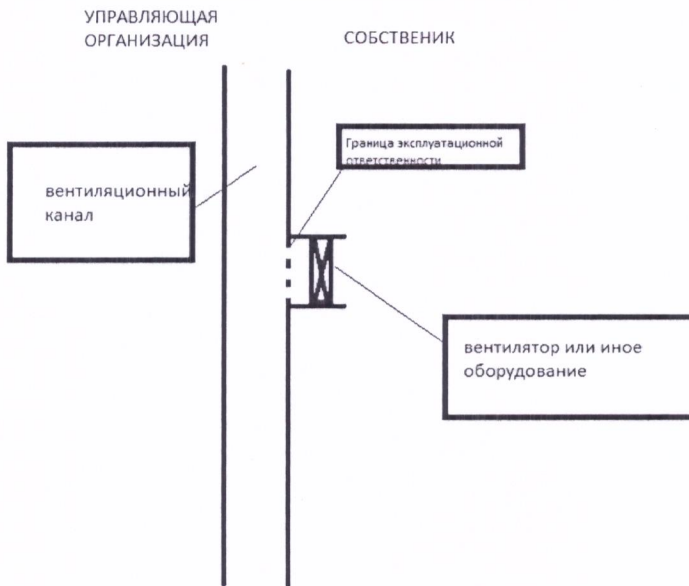 УПРАВЛЯЮЩАЯ
ОРГАНИЗАЦИЯ
СОБСТВЕНИК
Граница эксплуатационной
ответственности
вентиляционный
канал
вентилятор или иное
оборудование